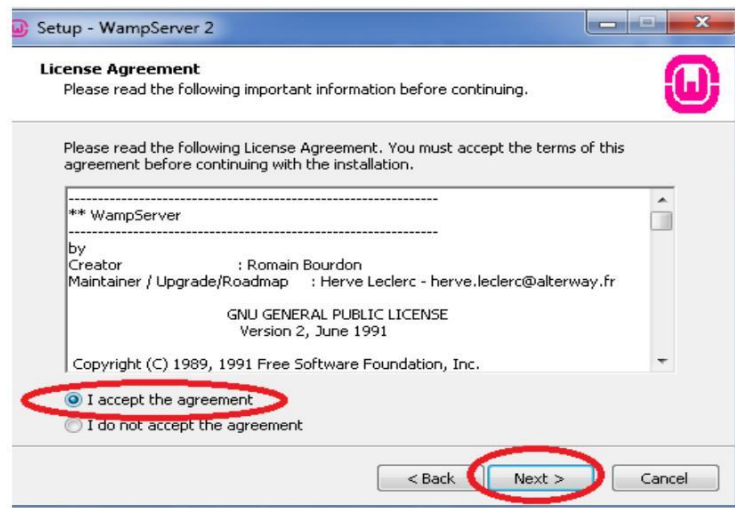 Setup - WampServer 2
License Agreement
Please read the following important information before continuing.
Please read the following License Agreement. You must accept the terms of this
agreement before continuing with the installation.
----------------------------------------------------------------
** WampServer
----------------------------------------------------------------
by
Creator : Romain Bourdon
Maintainer / Upgrade/Roadmap : Herve Leclerc - herve.leclerc@alterway.fr
GNU GENERAL PUBLIC LICENSE
Version 2, June 1991
Copyright (C) 1989, 1991 Free Software Foundation, Inc.
I accept the agreement
I do not accept the agreement
< Back Next > Cancel